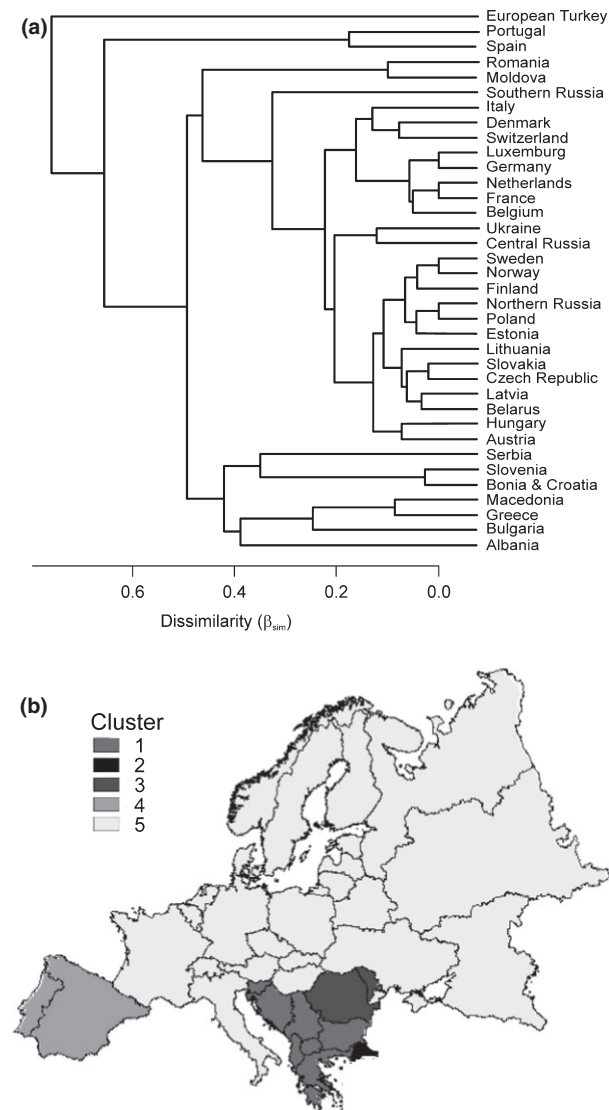 (a)
European Turkey
Portugal
Spain
Romania
Moldova
Southern Russia
Italy
Denmark
Switzerland
Luxemburg
Germany
Netherlands
France
Belgium
Ukraine
Central Russia
Sweden
Norway
Finland
Northern Russia
Poland
Estonia
Lithuania
Slovakia
Czech Republic
Latvia
Belarus
Hungary
Austria
Serbia
Slovenia
Bonia & Croatia
Macedonia
Greece
Bulgaria
Albania
0.6 0.4 0.2 0.0
Dissimilarity (βsim)
(b)
Cluster
1
2
3
4
5